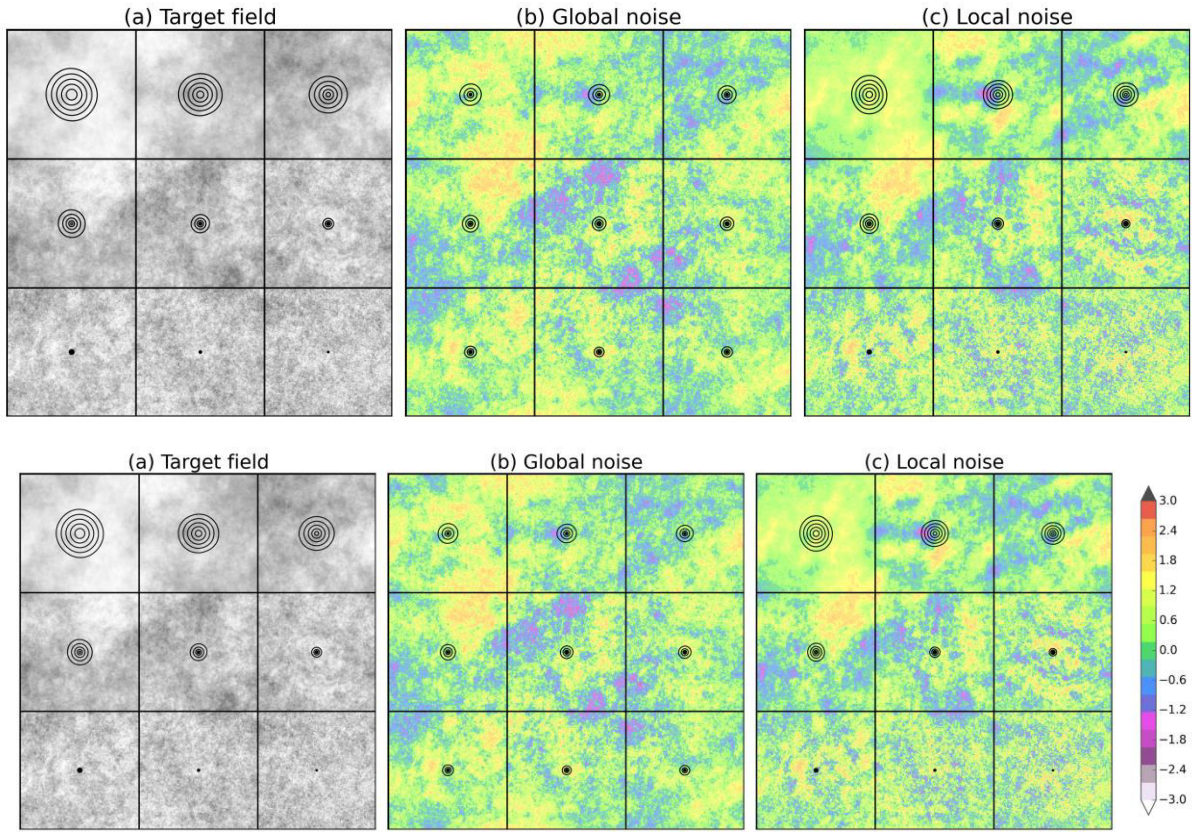 (a) Target field
(b) Global noise
(c) Local noise
(a) Target field
(b) Global noise
(c) Local noise
3.0
2.4
1.8
1.2
0.6
0.0
−0.6
−1.2
−1.8
−2.4
−3.0